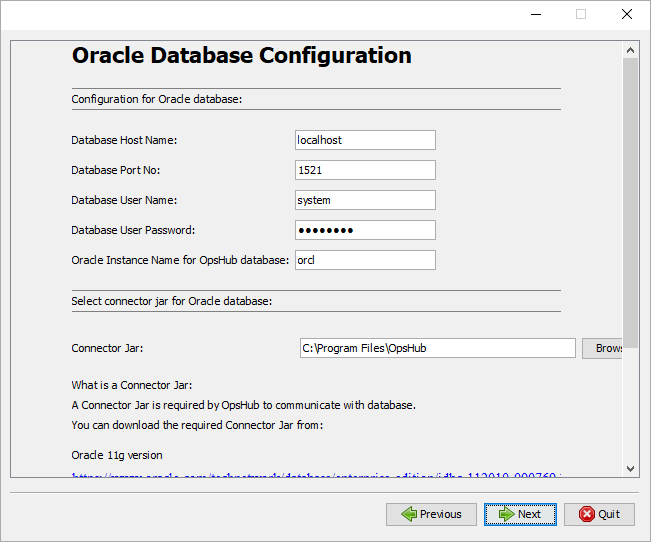 Oracle Database Configuration
Configuration for Oracle database:
Database Host Name: localhost
Database Port No: 1521
Database User Name: system
Database User Password: ●●●●●●●●
Oracle Instance Name for OpsHub database: orcl
Select connector jar for Oracle database:
Connector Jar: C:\Program Files\OpsHub Brows
What is a Connector Jar:
A Connector Jar is required by OpsHub to communicate with database.
You can download the required Connector Jar from:
Oracle 11g version
Previous Next Quit